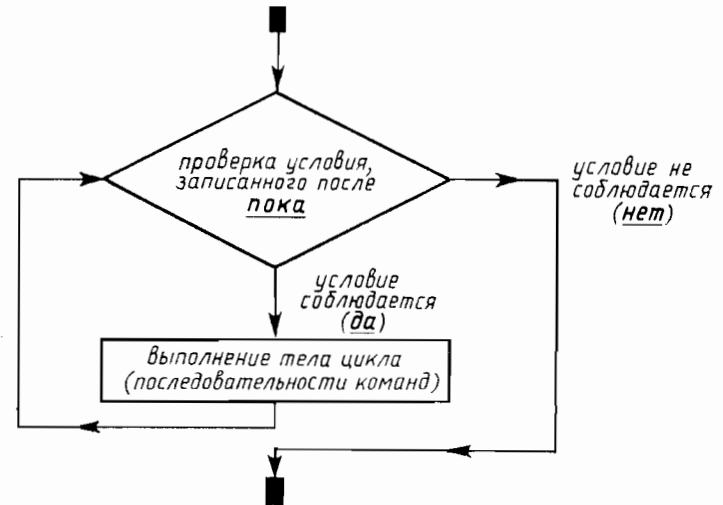 проверка условия,
записанного после
пока
условие не
соблюдается
(нет)
условие
соблюдается
(да)
Выполнение тела цикла
(последовательности команд)